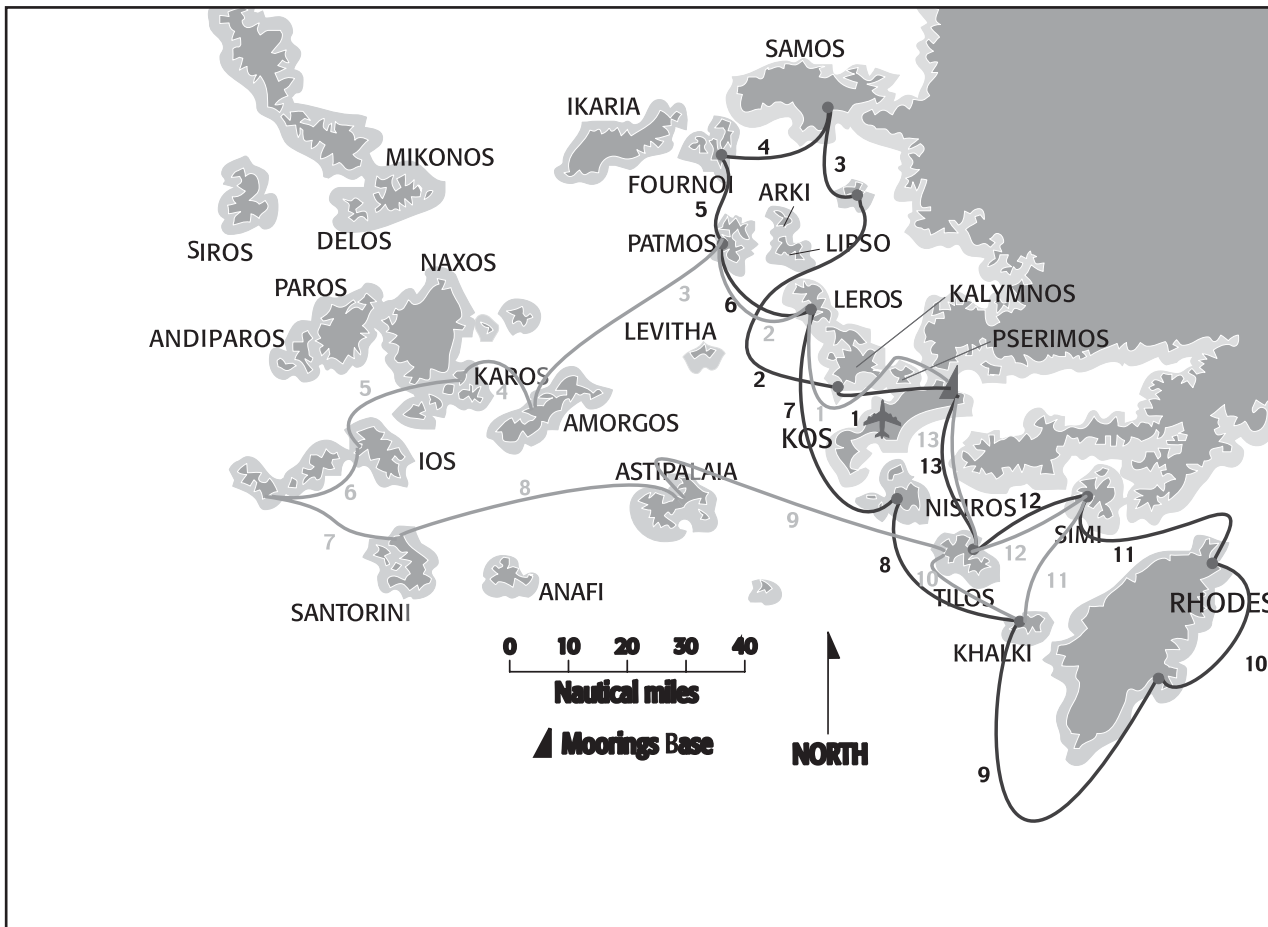 SAMOS
IKARIA
4
MIKONOS
3
FOURNOI
ARKI
5
DELOS
PATMOS
LIPSO
SIROS
NAXOS
PAROS
3
KALYMNOS
LEROS
6
LEVITHA
2
ANDIPAROS
PSERIMOS
KAROS
2
5
4
7
1
1
AMORGOS
KOS
13
IOS
13
ASTIPALAIA
6
8
9
NISIROS
12
7
SIMI
12
11
8
10
11
ANAFI
TILOS
SANTORINI
RHODES
0 10 20 30 40
KHALKI
10
Nautical miles
Moorings Base
NORTH
9